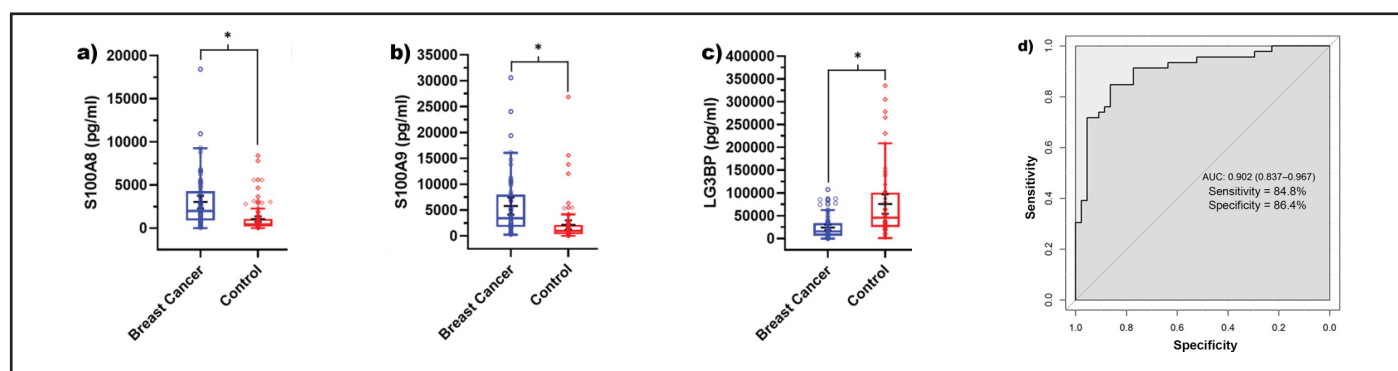 a)
S100A8 (pg/ml)
20000
15000
10000
5000
0
*
Breast Cancer
Control
b)
S100A9 (pg/ml)
35000
30000
25000
20000
15000
10000
5000
0
*
Breast Cancer
Control
c)
LG3BP (pg/ml)
400000
350000
300000
250000
200000
150000
100000
50000
0
*
Breast Cancer
Control
d)
Sensitivity
1.0
0.8
0.6
0.4
0.2
0.0
AUC: 0.902 (0.837–0.967)
Sensitivity = 84.8%
Specificity = 86.4%
1.0 0.8 0.6 0.4 0.2 0.0
Specificity